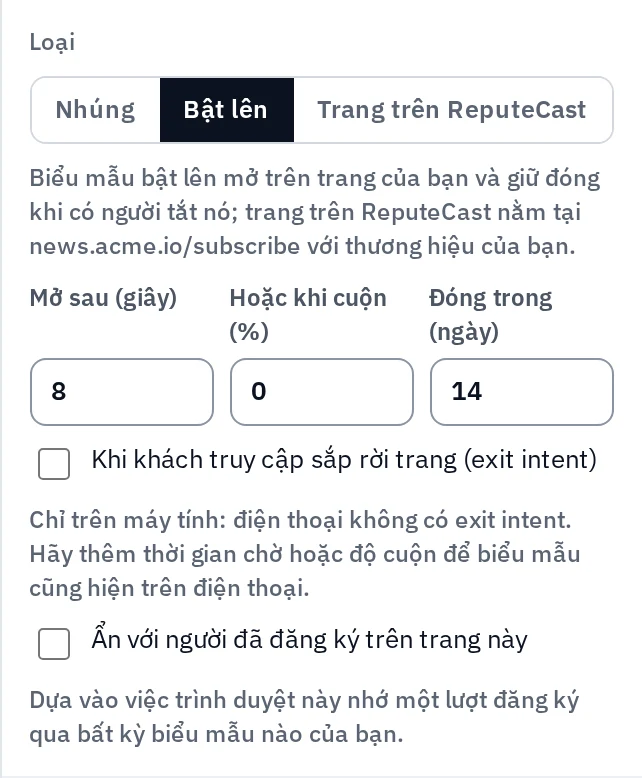 Loại
Nhúng
Bật lên
Trang trên ReputeCast
Biểu mẫu bật lên mở trên trang của bạn và giữ đóng
khi có người tắt nó; trang trên ReputeCast nằm tại
news.acme.io/subscribe với thương hiệu của bạn.
Mở sau (giây)
Hoặc khi cuộn
(%)
Đóng trong
(ngày)
8
0
14
Khi khách truy cập sắp rời trang (exit intent)
Chỉ trên máy tính: điện thoại không có exit intent.
Hãy thêm thời gian chờ hoặc độ cuộn để biểu mẫu
cũng hiện trên điện thoại.
Ẩn với người đã đăng ký trên trang này
Dựa vào việc trình duyệt này nhớ một lượt đăng ký
qua bất kỳ biểu mẫu nào của bạn.